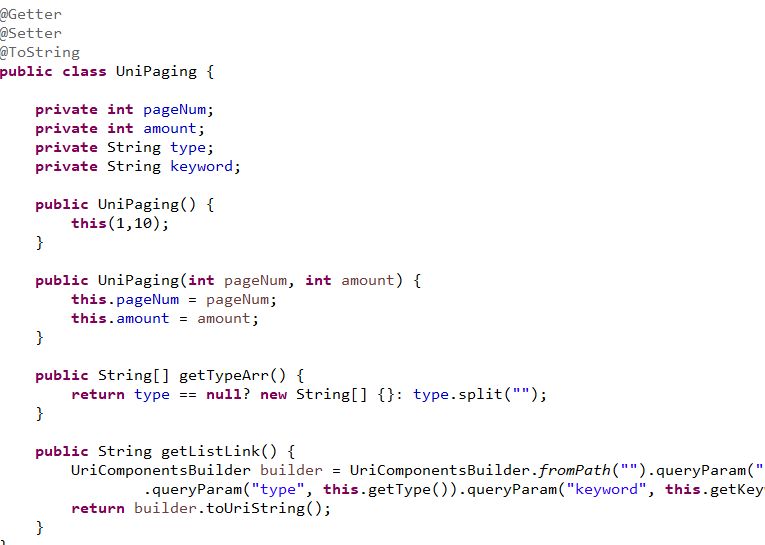 @Getter
@Setter
@ToString
public class UniPaging {
private int pageNum;
private int amount;
private String type;
private String keyword;
public UniPaging() {
this(1,10);
}
public UniPaging(int pageNum, int amount) {
this.pageNum = pageNum;
this.amount = amount;
}
public String[] getTypeArr() {
return type == null? new String[] {}: type.split("");
}
public String getListLink() {
UriComponentsBuilder builder = UriComponentsBuilder.fromPath("").queryParam("
.queryParam("type", this.getType()).queryParam("keyword", this.getKey
return builder.toUriString();
}